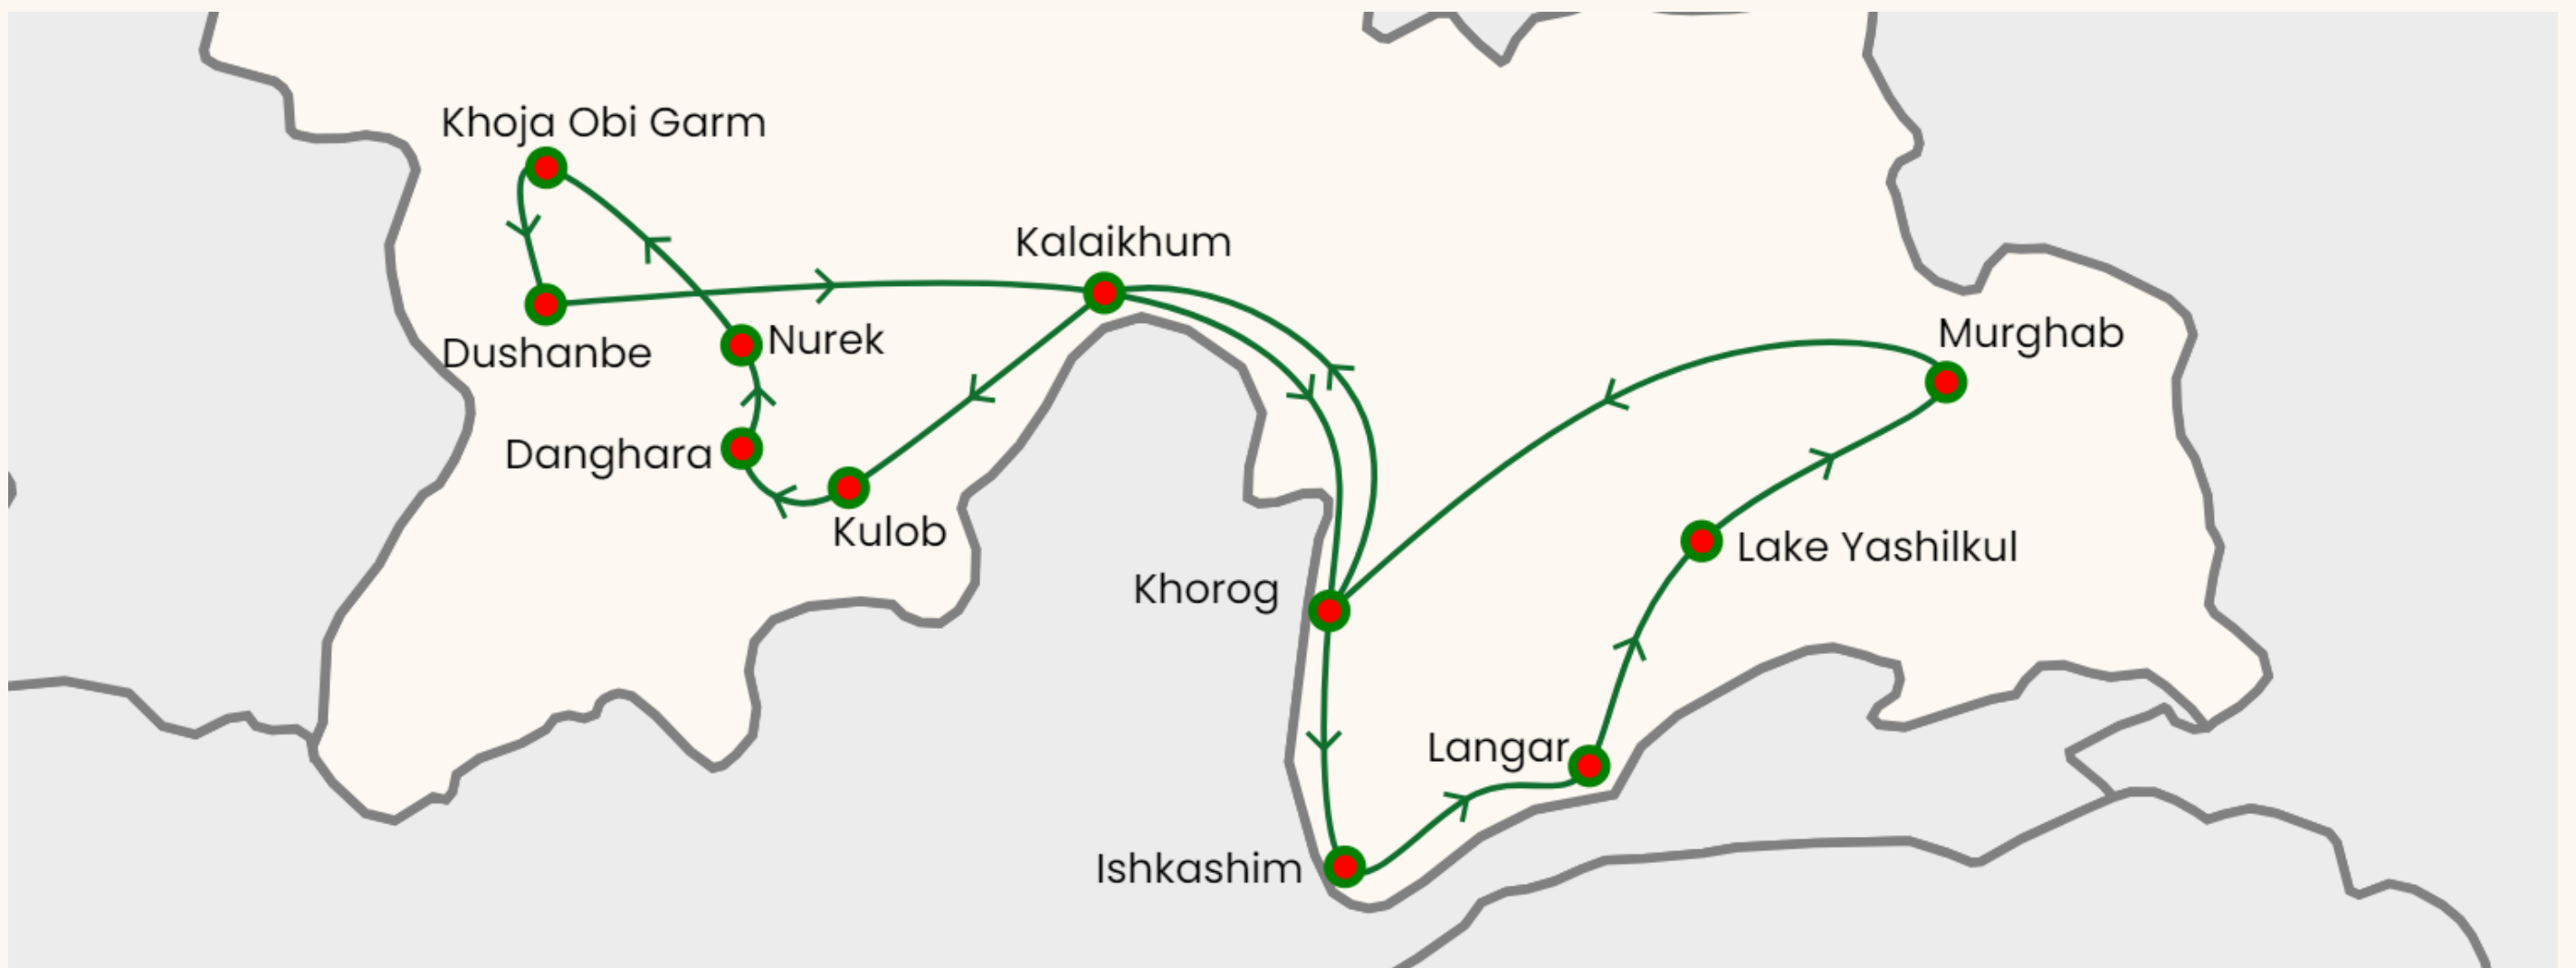 Khoja Obi Garm
Kalaikhum
Dushanbe
Nurek
Murghab
Danghara
Kulob
Lake Yashilkul
Khorog
Langar
Ishkashim